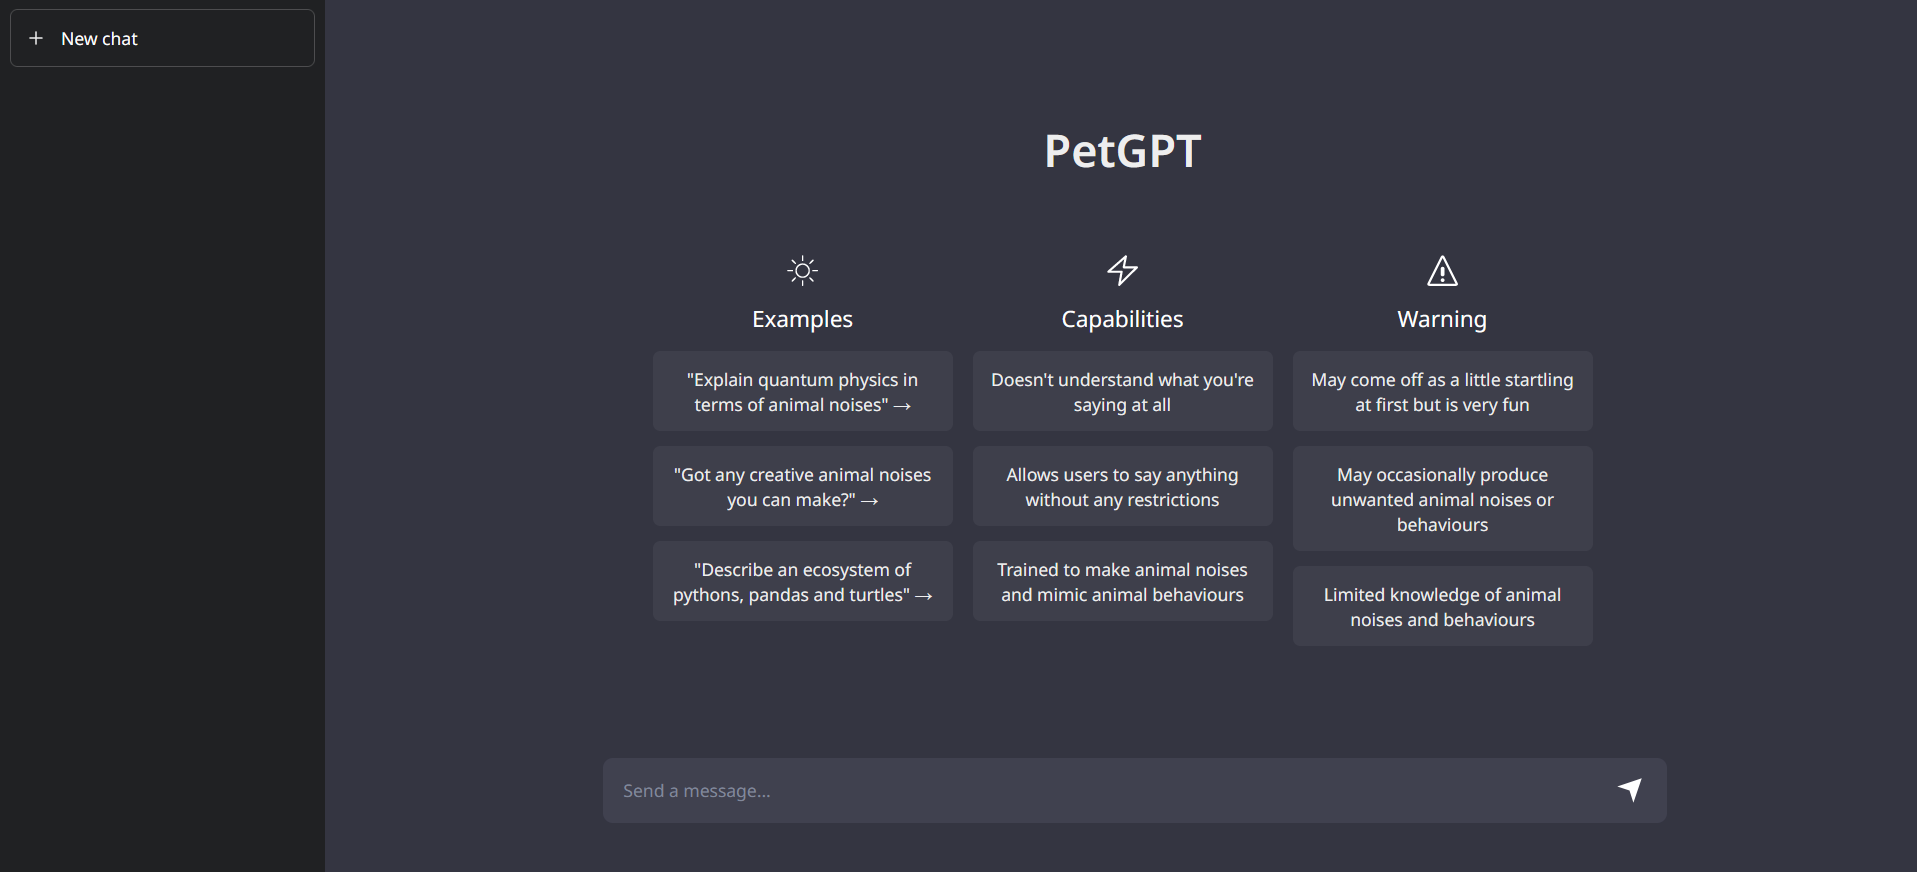 New chat
PetGPT
Examples
"Explain quantum physics in
terms of animal noises" →
"Got any creative animal noises
you can make?" →
"Describe an ecosystem of
pythons, pandas and turtles" →
Capabilities
Doesn't understand what you're
saying at all
Allows users to say anything
without any restrictions
Trained to make animal noises
and mimic animal behaviours
Warning
May come off as a little startling
at first but is very fun
May occasionally produce
unwanted animal noises or
behaviours
Limited knowledge of animal
noises and behaviours
Send a message...